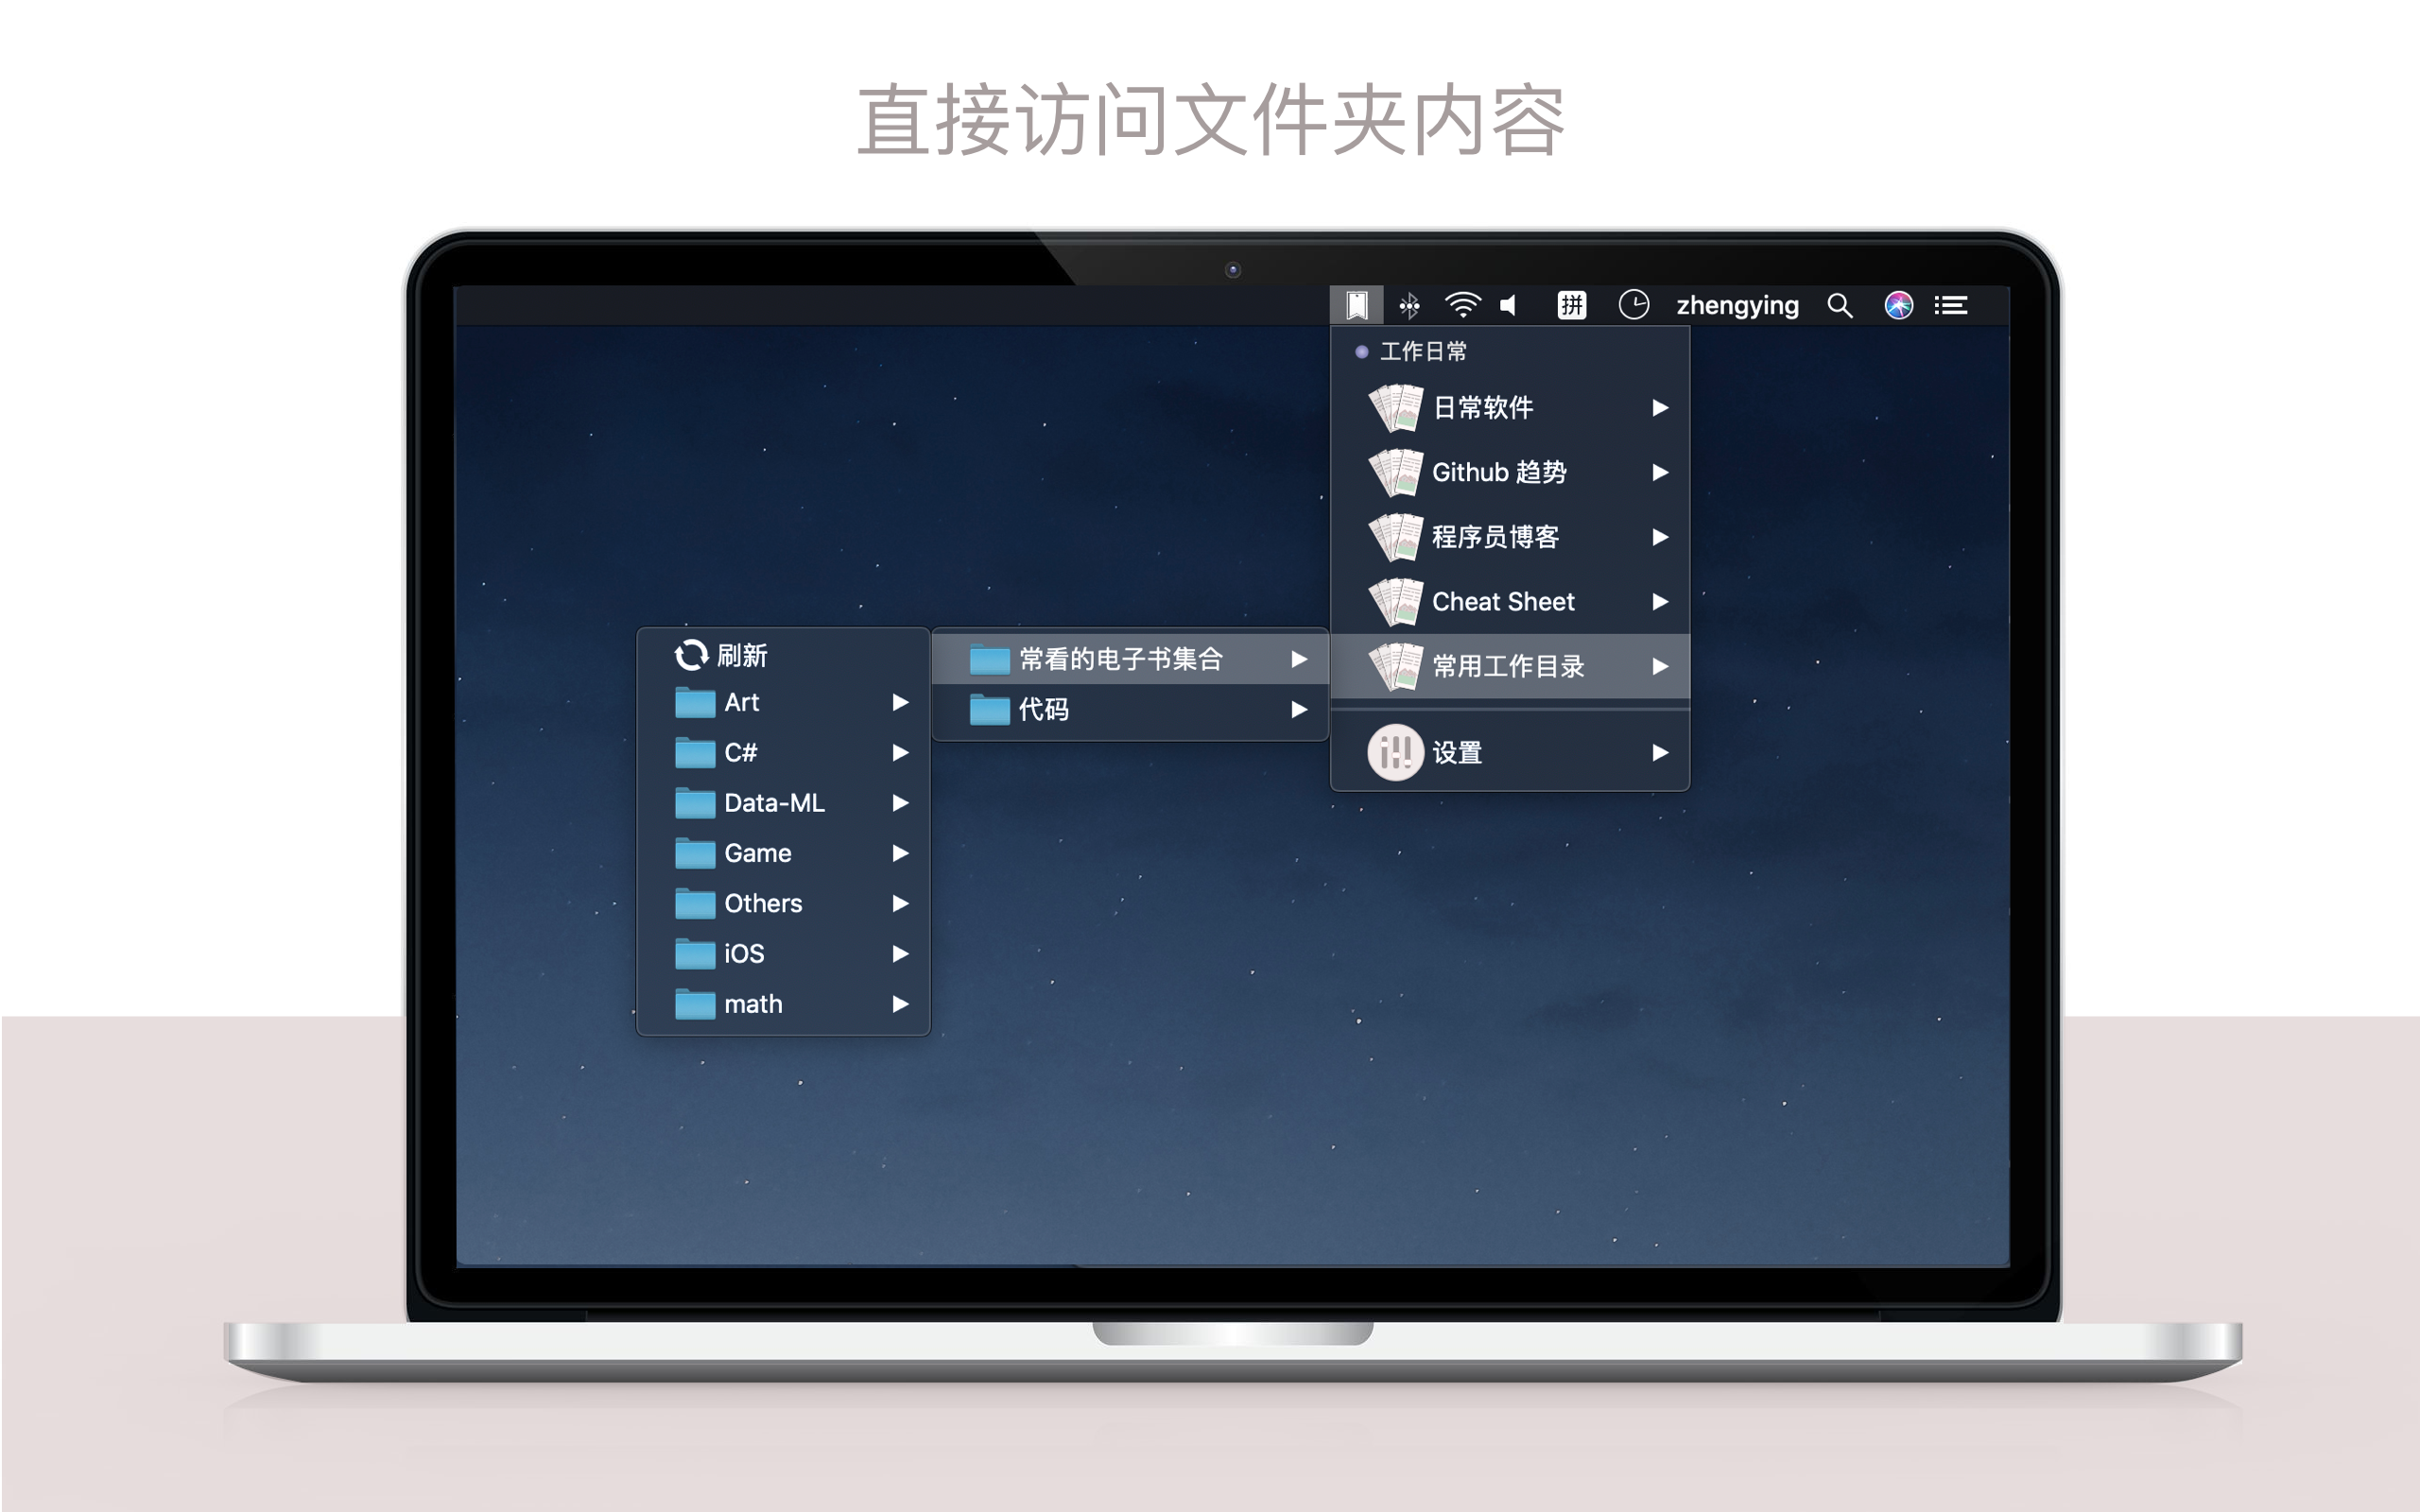 直接访问文件夹内容
拼 zhengying
工作日常
日常软件
Github 趋势
程序员博客
Cheat Sheet
常用工作目录
设置
常看的电子书集合
代码
刷新
Art
C#
Data-ML
Game
Others
iOS
math